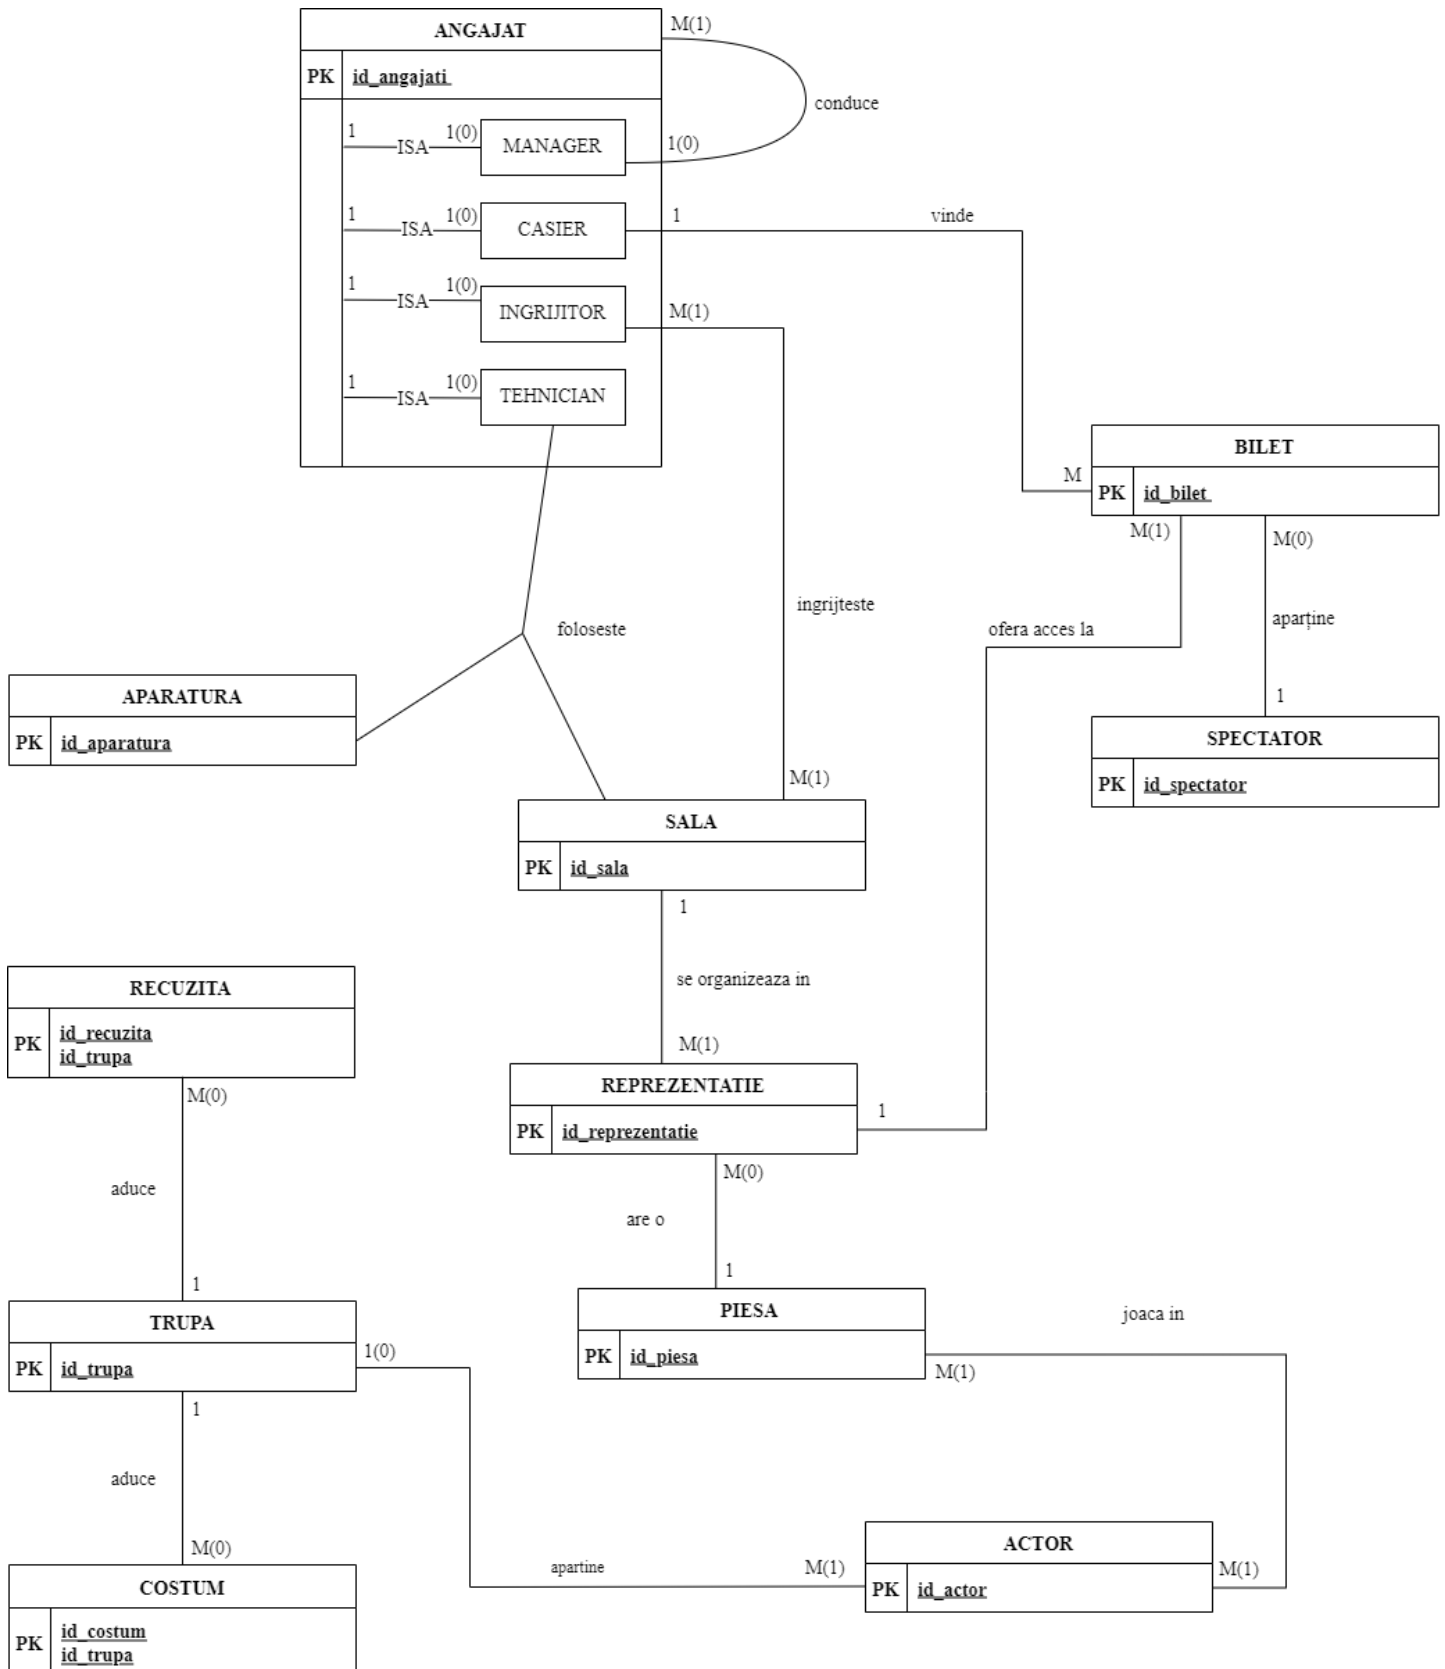 ANGAJAT
M(1)
PK id_angajati
conduce
1 ISA 1(0) MANAGER 1(0)
1 ISA 1(0) CASIER 1 vinde
1 ISA 1(0) INGRIJITOR M(1)
1 ISA 1(0) TEHNICIAN
BILET
M PK id_bilet
M(1) M(0)
ingrijteste
ofera acces la
aparține
foloseste
APARATURA
PK id_aparatura
1
SPECTATOR
PK id_spectator
M(1)
SALA
PK id_sala
1
se organizeaza in
M(1)
RECUZITA
PK id_recuzita
id_trupa
M(0)
REPREZENTATIE
PK id_reprezentatie
1
M(0)
aduce
are o
1
1
TRUPA
PK id_trupa
1(0)
PIESA
PK id_piesa
M(1)
joaca in
1
aduce
M(0)
COSTUM
PK id_costum
id_trupa
apartine
M(1)
ACTOR
PK id_actor
M(1)